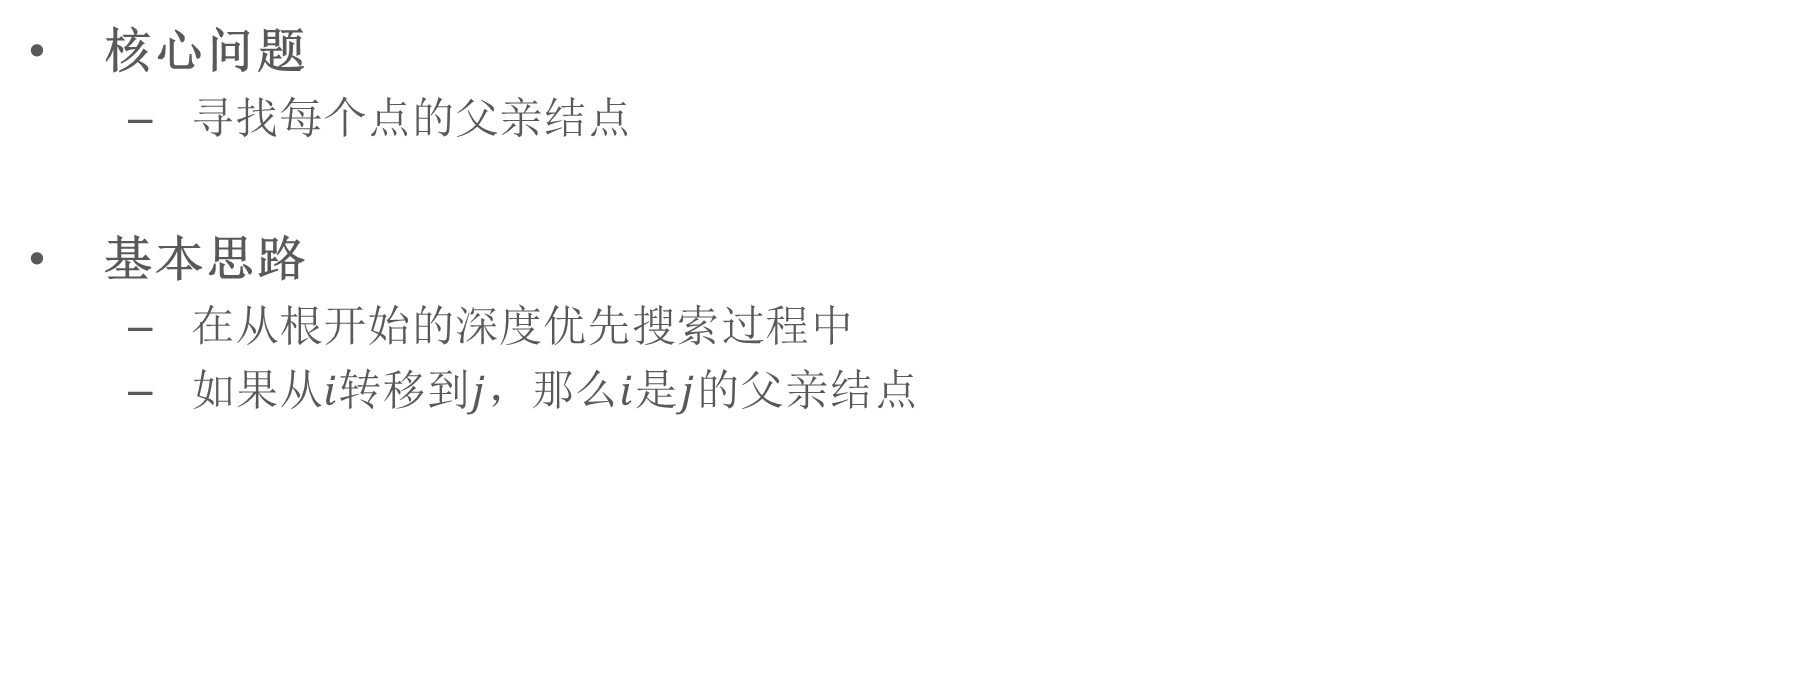 • 核心问题
– 寻找每个点的父亲结点
• 基本思路
– 在从根开始的深度优先搜索过程中
– 如果从i转移到j，那么i是j的父亲结点